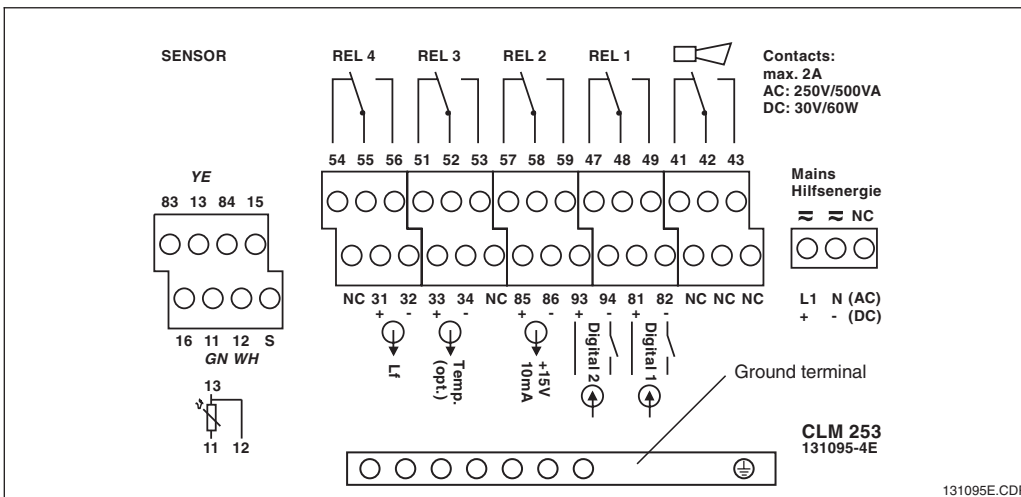 SENSOR REL 4 REL 3 REL 2 REL 1 Contacts:
max. 2A
AC: 250V/500VA
DC: 30V/60W
54 55 56 51 52 53 57 58 59 47 48 49 41 42 43
Mains
Hilfsenergie
≂ ≂ NC
YE
83 13 84 15
NC 31 32 33 34 NC 85 86 93 94 81 82 NC NC NC
+ - + - + - + - + -
L1 N (AC)
+ - (DC)
16 11 12 S
GN WH
Lf
Temp.
(opt.)
+15V
10mA
Digital 2
Digital 1
13
11 12
Ground terminal
CLM 253
131095-4E
131095E.CDR